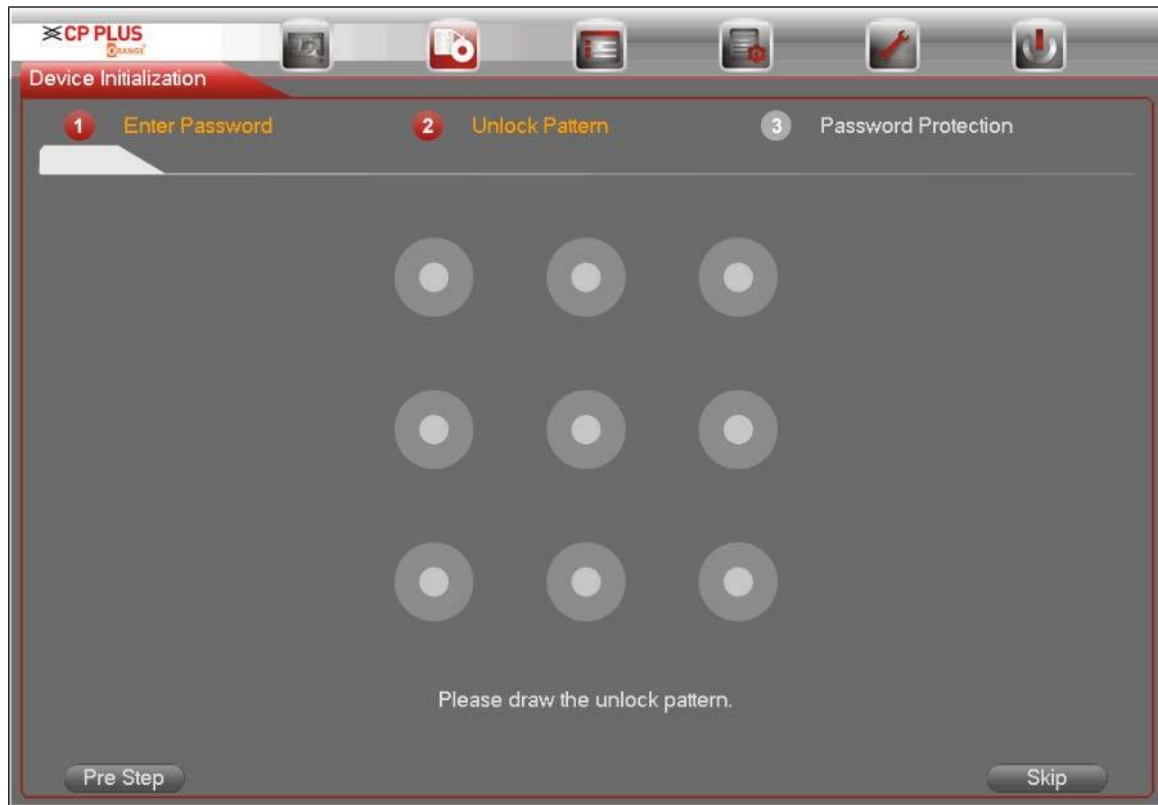 CP PLUS
ORANGE
Device Initialization
1 Enter Password 2 Unlock Pattern 3 Password Protection
Please draw the unlock pattern.
Pre Step Skip